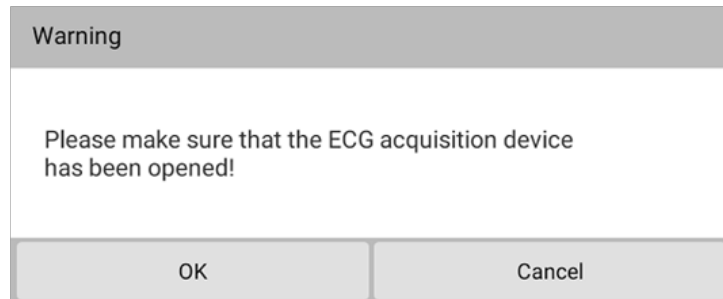 Warning
Please make sure that the ECG acquisition device
has been opened!
OK
Cancel